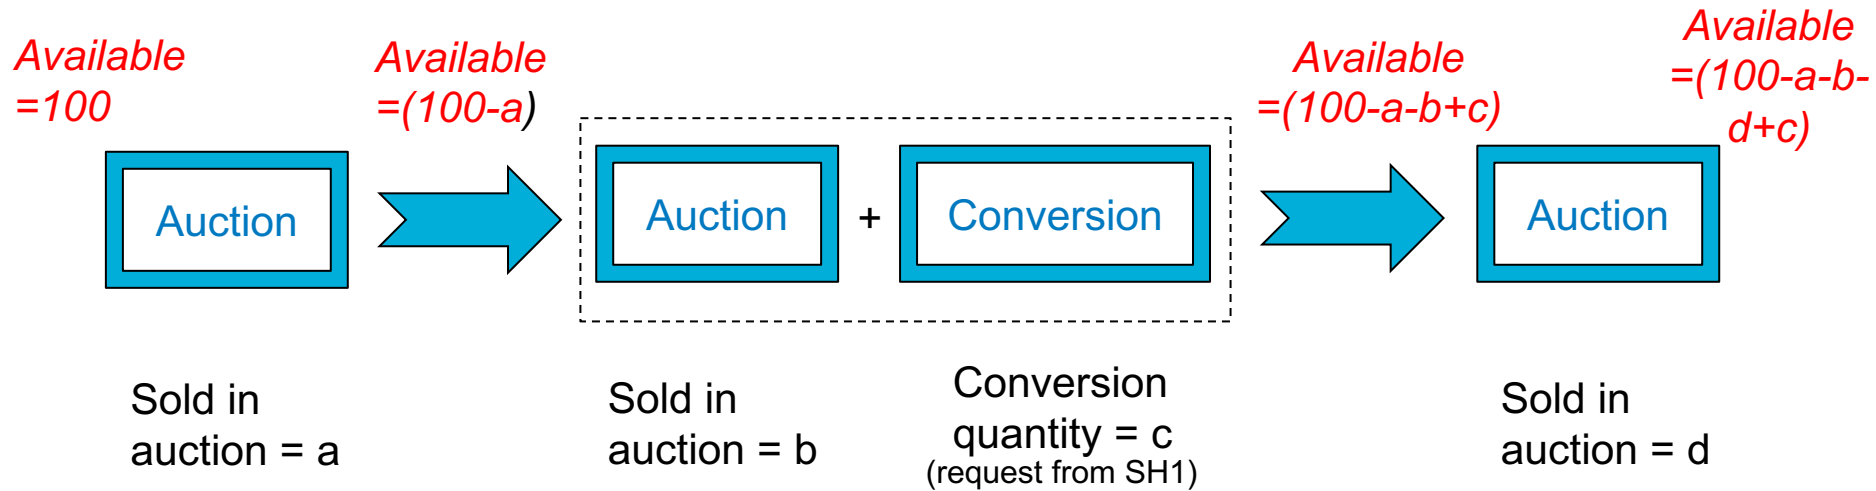 Available
=100
Available
=(100-a)
Available
=(100-a-b+c)
Available
=(100-a-b-
d+c)
Auction
Auction
+
Conversion
Auction
Sold in
auction = a
Sold in
auction = b
Conversion
quantity = c
(request from SH1)
Sold in
auction = d